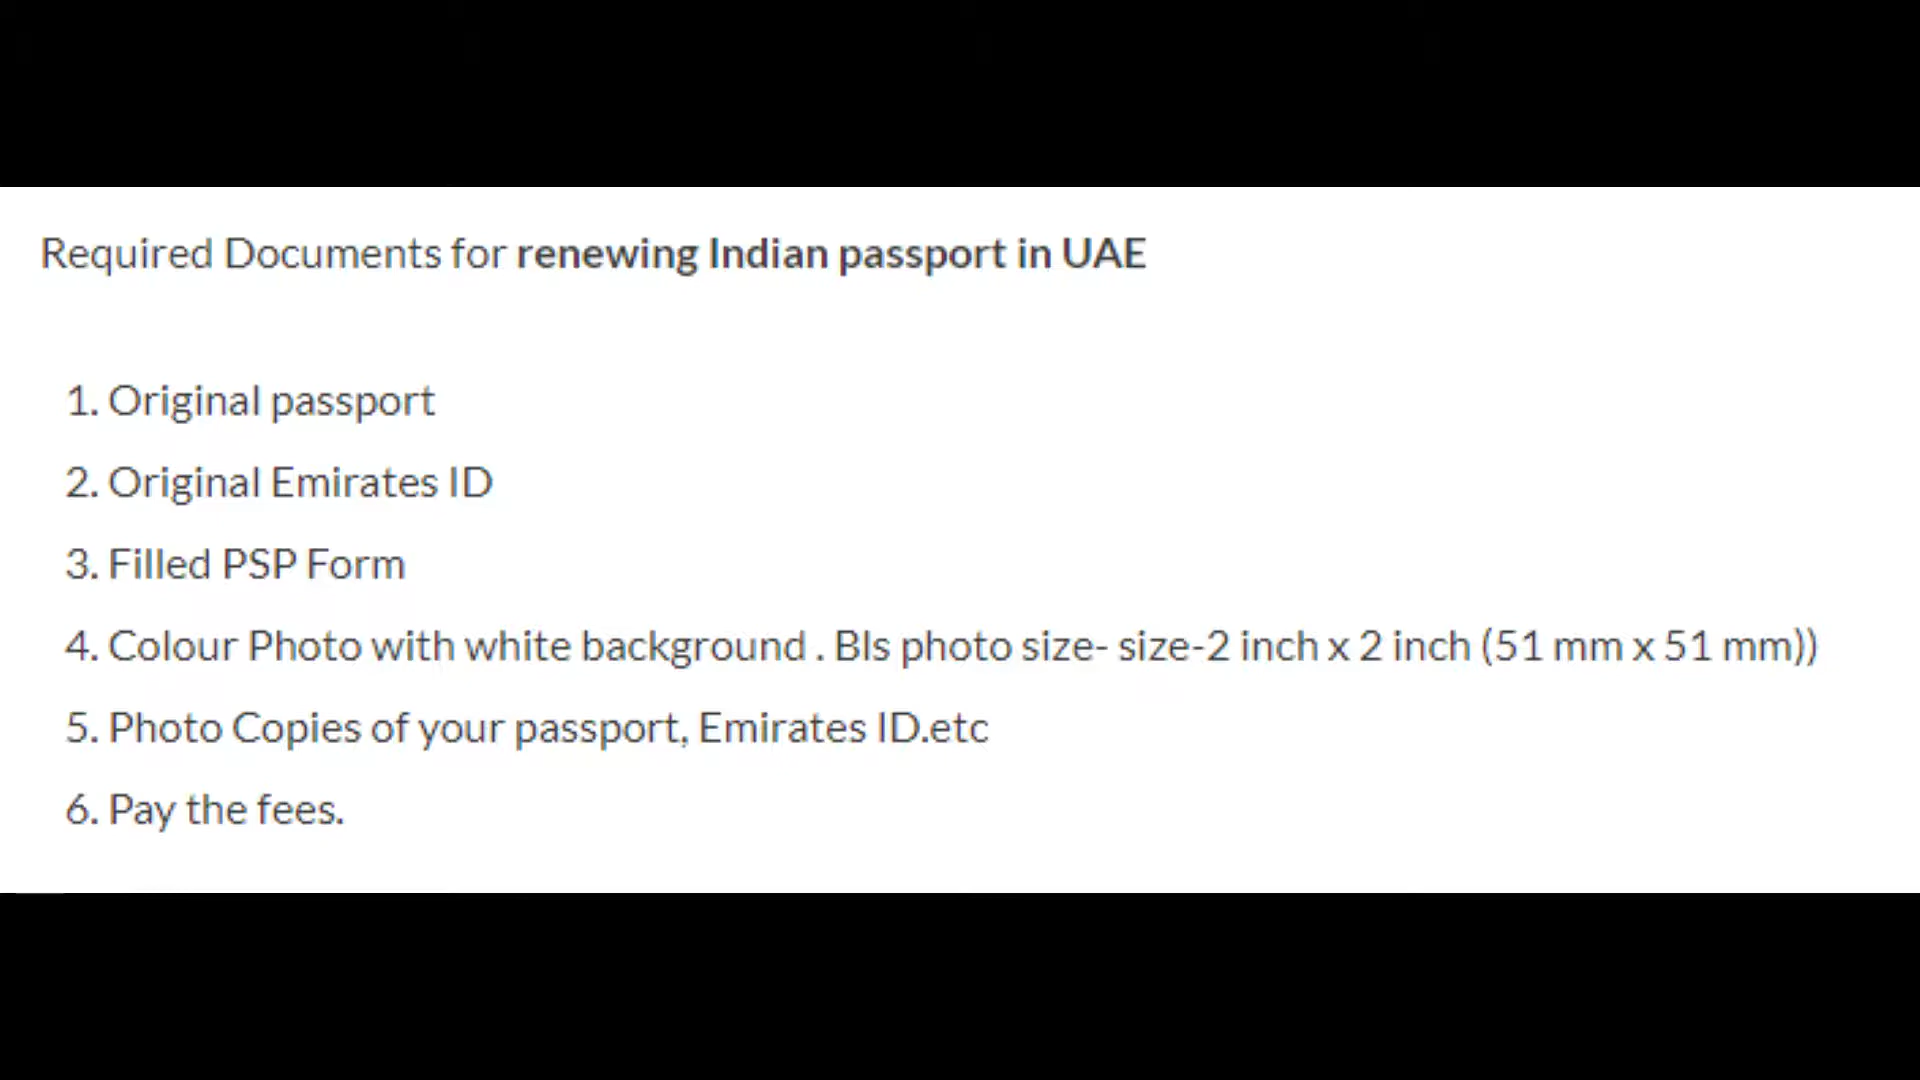 Required Documents for renewing Indian passport in UAE
1. Original passport
2. Original Emirates ID
3. Filled PSP Form
4. Colour Photo with white background . Bls photo size- size-2 inch x 2 inch (51 mm x 51 mm))
5. Photo Copies of your passport, Emirates ID.etc
6. Pay the fees.